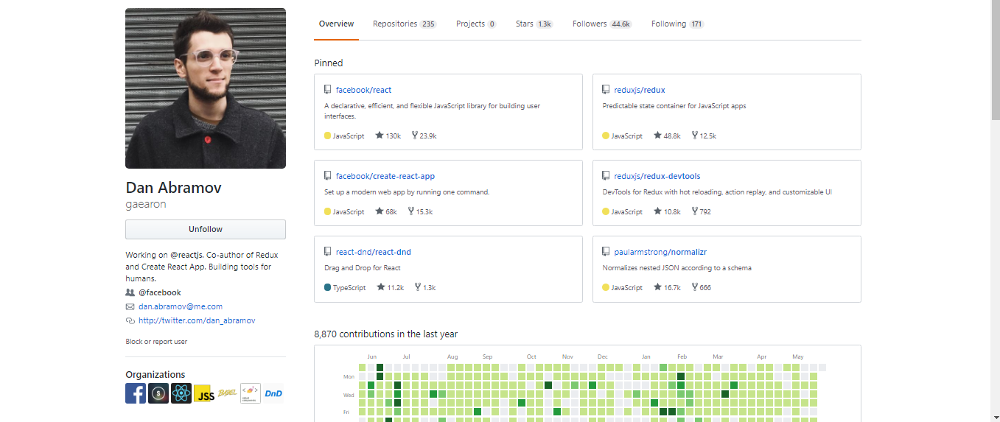 Overview Repositories 235 Projects 0 Stars 1.3k Followers 44.6k Following 171
Dan Abramov
gaearon
Unfollow
Working on @reactjs. Co-author of Redux
and Create React App. Building tools for
humans.
@facebook
dan.abramov@me.com
http://twitter.com/dan_abramov
Block or report user
Organizations
$
JSS
BABEL
DnD
Pinned
facebook/react
A declarative, efficient, and flexible JavaScript library for building user
interfaces.
JavaScript 130k 23.9k
reduxjs/redux
Predictable state container for JavaScript apps
JavaScript 48.8k 12.5k
facebook/create-react-app
Set up a modern web app by running one command.
JavaScript 68k 15.3k
reduxjs/redux-devtools
DevTools for Redux with hot reloading, action replay, and customizable UI
JavaScript 10.8k 792
react-dnd/react-dnd
Drag and Drop for React
TypeScript 11.2k 1.3k
paularmstrong/normalizr
Normalizes nested JSON according to a schema
JavaScript 16.7k 666
8,870 contributions in the last year
Jun Jul Aug Sep Oct Nov Dec Jan Feb Mar Apr May
Mon
Wed
Fri